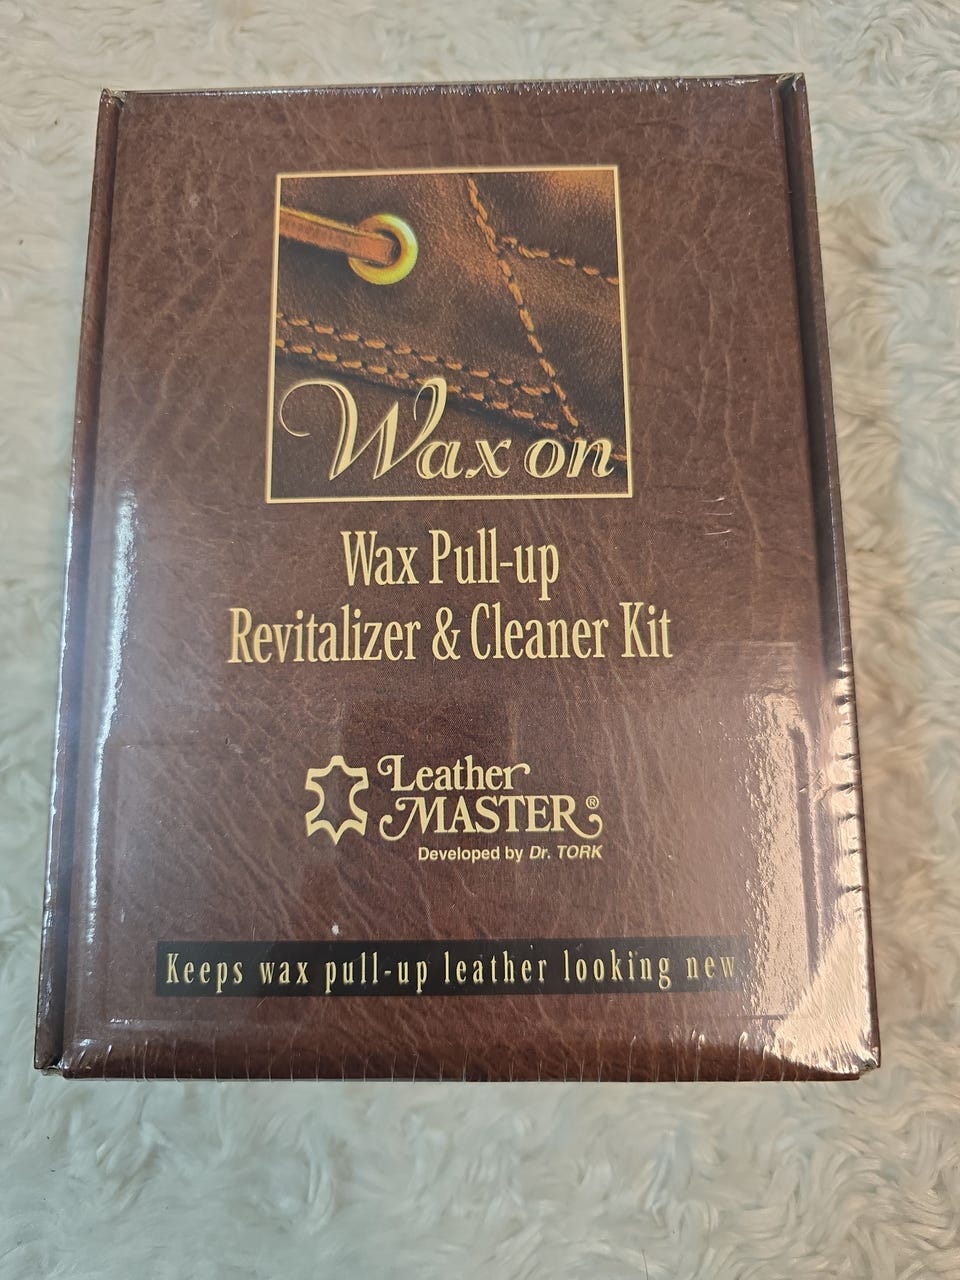 Wax on
Wax Pull-up
Revitalizer & Cleaner Kit
Leather
MASTER®
Developed by Dr. TORK
Keeps wax pull-up leather looking new